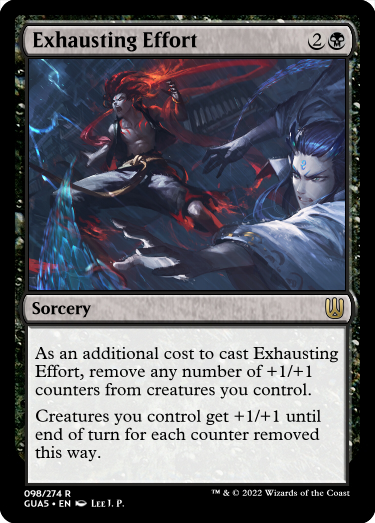 Exhausting Effort 2
Sorcery
As an additional cost to cast Exhausting
Effort, remove any number of +1/+1
counters from creatures you control.
Creatures you control get +1/+1 until
end of turn for each counter removed
this way.
098/274 R
GUA5 • EN LEE J. P.
™ & © 2022 Wizards of the Coast